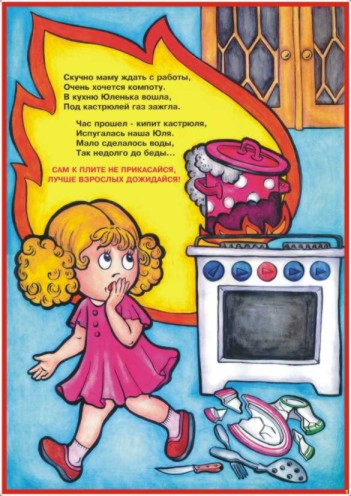 Скучно маму ждать с работы,
Очень хочется компоту.
В кухню Юленька вошла,
Под кастрюлей газ зажгла.
Час прошел - кипит кастрюля,
Испугалась наша Юля.
Мало сделалось воды,
Так недолго до беды...
САМ К ПЛИТЕ НЕ ПРИКАСАЙСЯ,
ЛУЧШЕ ВЗРОСЛЫХ ДОЖИДАЙСЯ!